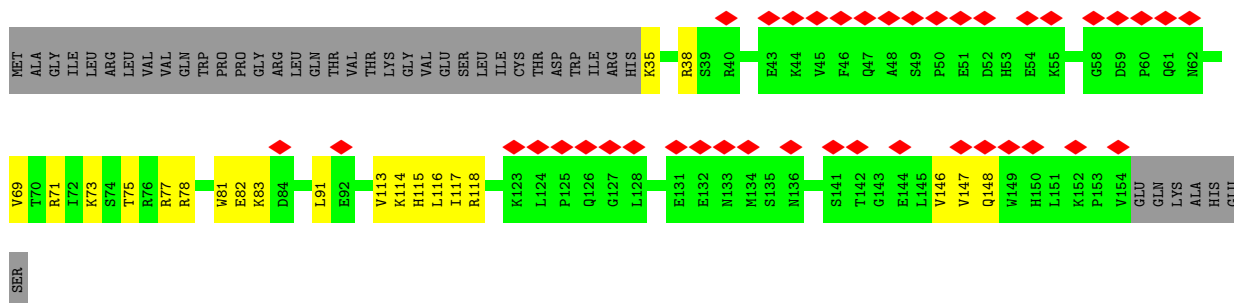 MET ALA GLY ILE LEU ARG LEU VAL VAL GLN TRP PRO PRO GLY ARG LEU GLN THR VAL THR LYS GLY VAL GLU SER LEU ILE CYS THR ASP TRP ILE ARG HIS K35 R38 S39 R40 E43 K44 V45 F46 Q47 A48 S49 P50 E51 D52 H53 E54 K55 G58 D59 P60 Q61 N62
V69 T70 R71 I72 K73 S74 T75 R76 R77 R78 W81 E82 K83 D84 L91 E92 V113 K114 H115 L116 I117 R118 K123 L124 P125 Q126 G127 L128 E131 E132 N133 M134 S135 N136 S141 T142 G143 E144 L145 V146 V147 Q148 W149 H150 L151 K152 P153 V154 GLU GLN LYS ALA HIS GLU
SER